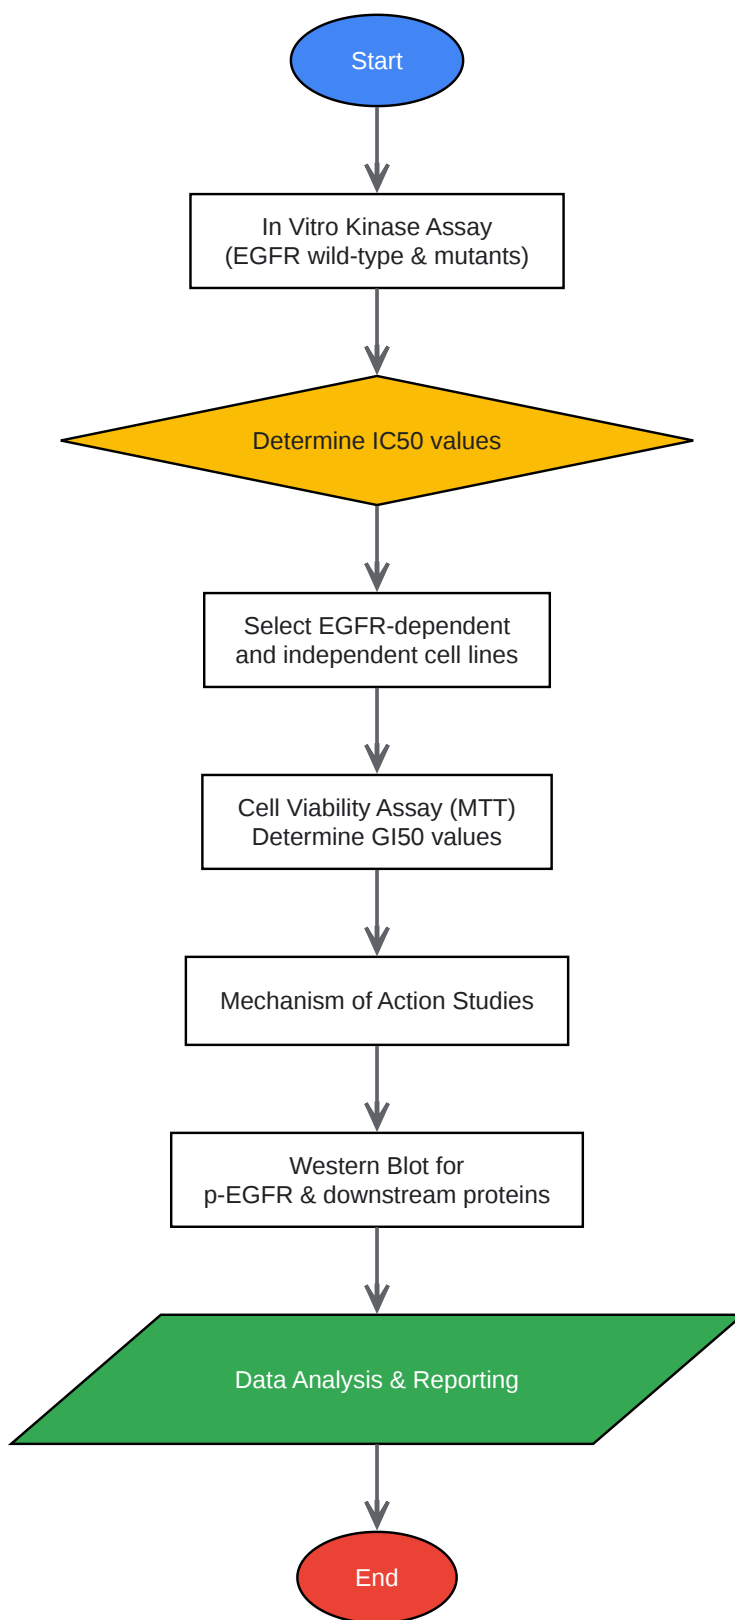 Start
In Vitro Kinase Assay
(EGFR wild-type & mutants)
Determine IC50 values
Select EGFR-dependent
and independent cell lines
Cell Viability Assay (MTT)
Determine GI50 values
Mechanism of Action Studies
Western Blot for
p-EGFR & downstream proteins
Data Analysis & Reporting
End